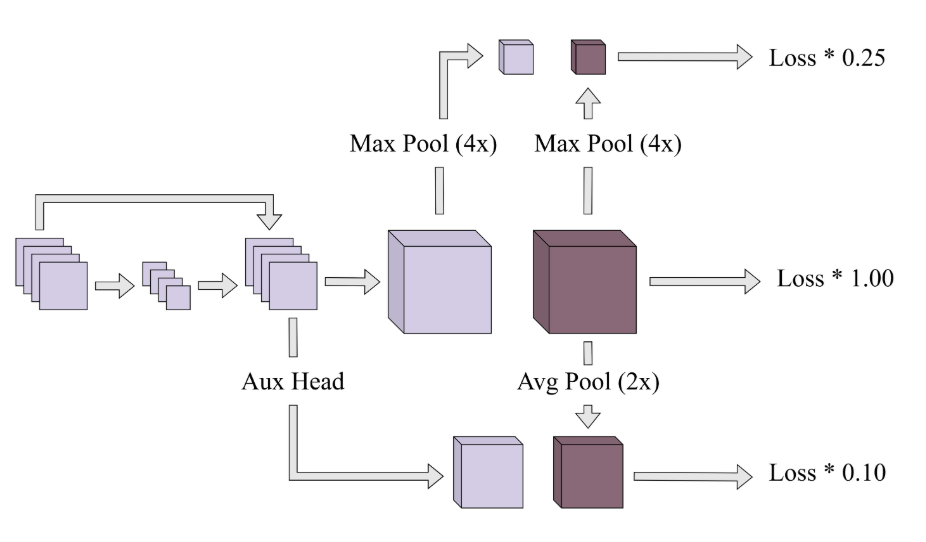 Loss * 0.25
Max Pool (4x)
Max Pool (4x)
Loss * 1.00
Aux Head
Avg Pool (2x)
Loss * 0.10